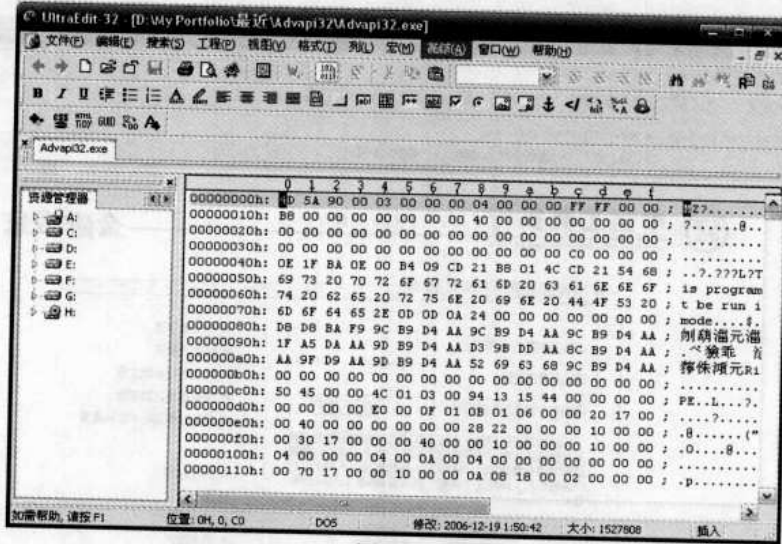 UltraEdit-32 - [D:\My Portfolio\最近\Advapi32\Advapi32.exe]
文件(F) 编辑(E) 搜索(S) 工程(P) 视图(V) 格式(T) 列(L) 宏(M) 高级(A) 窗口(W) 帮助(H)
B I U
HTML TIDY GUID
Advapi32.exe
资源管理器
A:
C:
D:
E:
F:
G:
H:
0 1 2 3 4 5 6 7 8 9 a b c d e f
00000000h: 4D 5A 90 00 03 00 00 00 04 00 00 00 FF FF 00 00 ; MZ?........
00000010h: B8 00 00 00 00 00 00 00 40 00 00 00 00 00 00 00 ; ?.......@.
00000020h: 00 00 00 00 00 00 00 00 00 00 00 00 00 00 00 00 ; ...........
00000030h: 00 00 00 00 00 00 00 00 00 00 00 00 C0 00 00 00 ; ...........
00000040h: 0E 1F BA 0E 00 B4 09 CD 21 B8 01 4C CD 21 54 68 ; ..?.???L?T
00000050h: 69 73 20 70 72 6F 67 72 61 6D 20 63 61 6E 6E 6F ; is program
00000060h: 74 20 62 65 20 72 75 6E 20 69 6E 20 44 4F 53 20 ; t be run i
00000070h: 6D 6F 64 65 2E 0D 0D 0A 24 00 00 00 00 00 00 00 ; mode....$.
00000080h: D8 D8 BA F9 9C B9 D4 AA 9C B9 D4 AA 9C B9 D4 AA ;
00000090h: 1F A5 DA AA 9D B9 D4 AA D3 9B DD AA 8C B9 D4 AA ;
000000a0h: AA 9F D9 AA 9D B9 D4 AA 52 69 63 68 9C B9 D4 AA ; Ri
000000b0h: 00 00 00 00 00 00 00 00 00 00 00 00 00 00 00 00 ; ...........
000000c0h: 50 45 00 00 4C 01 03 00 94 13 15 44 00 00 00 00 ; PE..L...?.
000000d0h: 00 00 00 00 E0 00 0F 01 0B 01 06 00 00 20 17 00 ; ....?.....
000000e0h: 00 40 00 00 00 00 00 00 28 22 00 00 00 10 00 00 ; .@......("
000000f0h: 00 30 17 00 00 00 40 00 00 10 00 00 00 10 00 00 ; .0....@...
00000100h: 04 00 00 00 04 00 0A 00 04 00 00 00 00 00 00 00 ; ...........
00000110h: 00 70 17 00 00 10 00 00 0A 08 18 00 02 00 00 00 ; .p.........
如需帮助, 请按 F1 位置: 0H, 0, C0 DOS 修改: 2006-12-19 1:50:42 大小: 1527808 插入